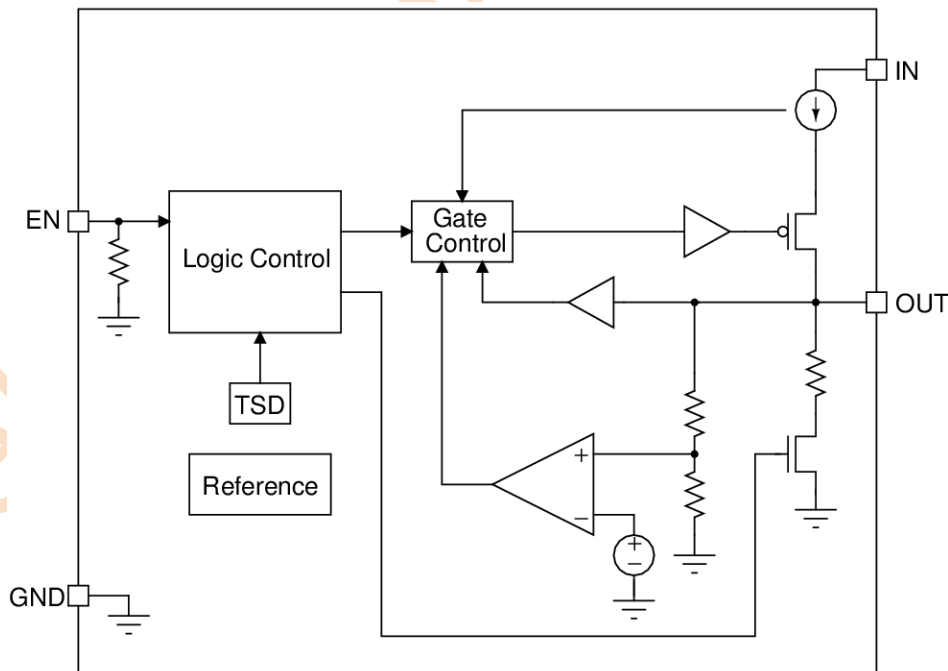 IN
EN
Logic Control
Gate
Control
OUT
TSD
+
−
+
−
Reference
GND